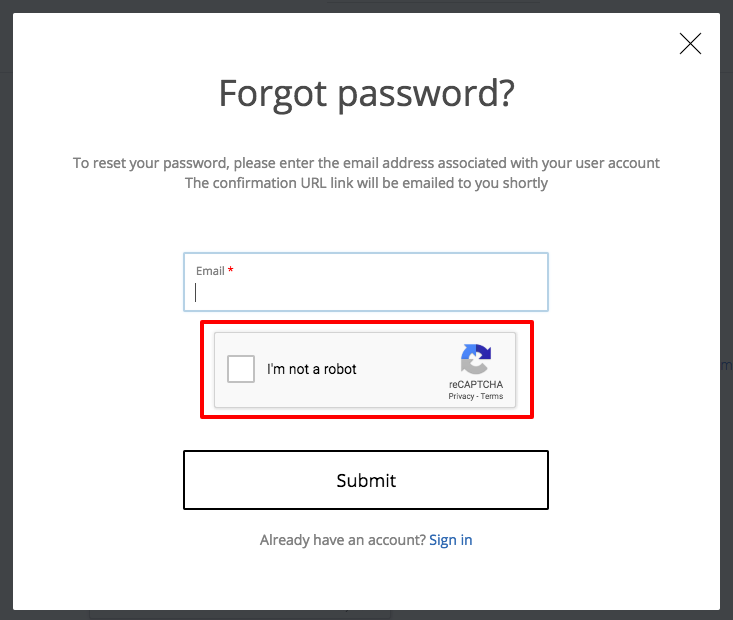 Forgot password?
To reset your password, please enter the email address associated with your user account
The confirmation URL link will be emailed to you shortly
Email *
I'm not a robot
reCAPTCHA
Privacy - Terms
Submit
Already have an account? Sign in